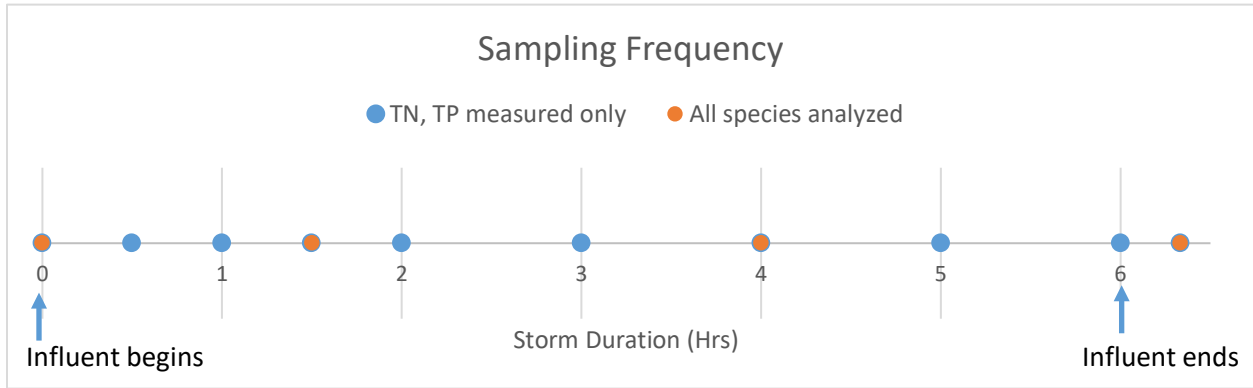 Sampling Frequency
TN, TP measured only All species analyzed
0 1 2 3 4 5 6
Storm Duration (Hrs)
Influent begins Influent ends